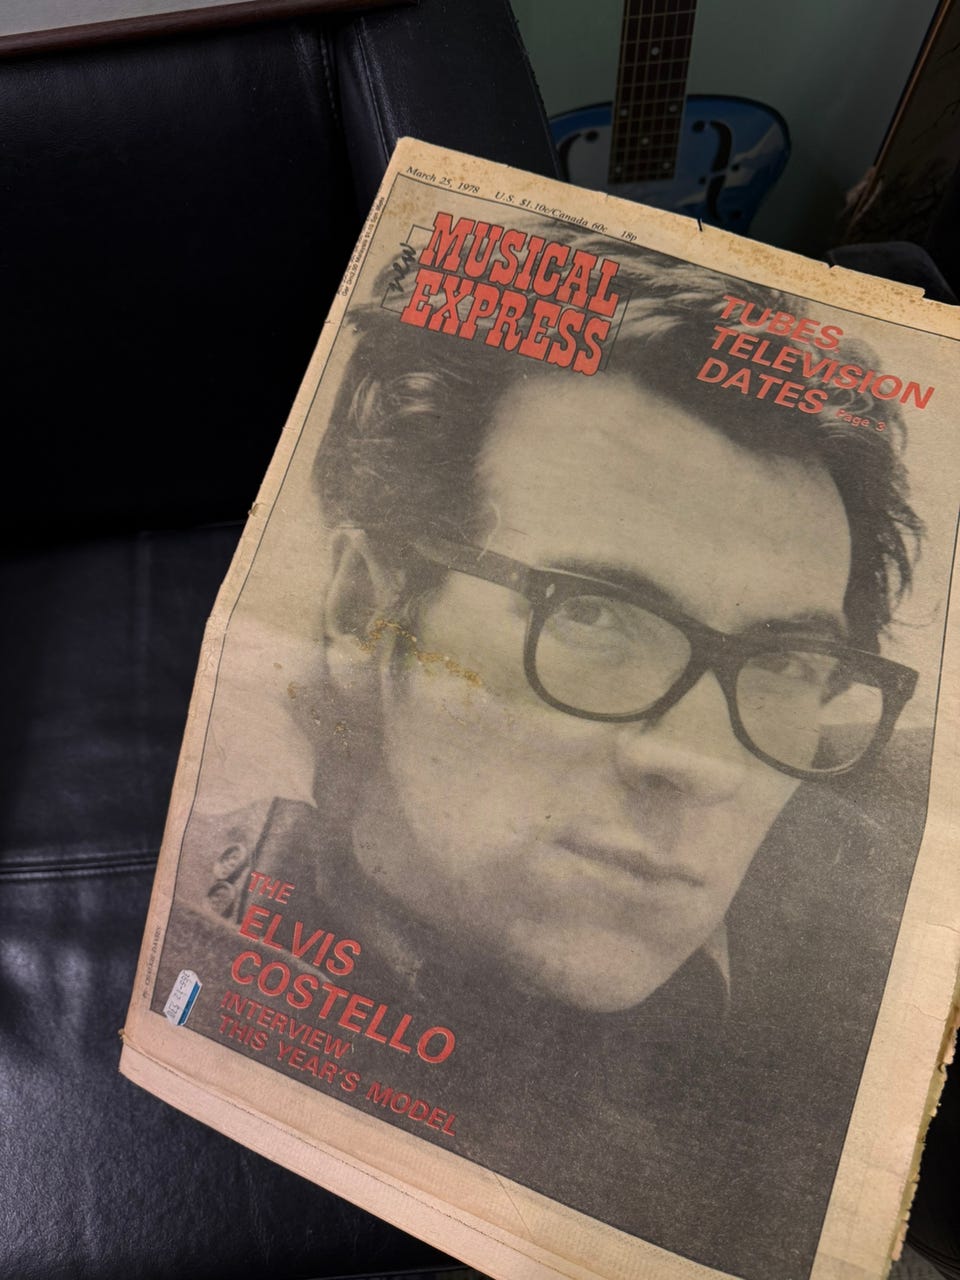 March 25, 1978 U.S. $1.10c/Canada 60c 18p
new
MUSICAL
EXPRESS
TUBES
TELEVISION
DATES Page 3
THE
ELVIS
COSTELLO
INTERVIEW
THIS YEAR'S MODEL